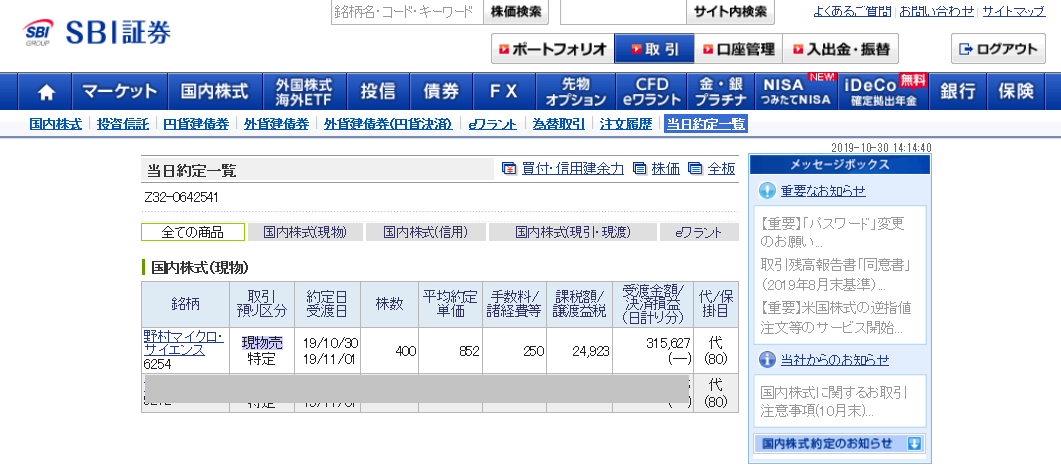 SBI GROUP SBI証券
銘柄名・コード・キーワード 株価検索 サイト内検索
よくあるご質問 お問い合わせ サイトマップ
ポートフォリオ 取引 口座管理 入出金・振替 ログアウト
マーケット 国内株式 外国株式 海外ETF 投信 債券 FX 先物 オプション CFD eワラント 金・銀 プラチナ NISA つみたてNISA NEW! iDeCo 確定拠出年金 無料 銀行 保険
国内株式 投資信託 円貨建債券 外貨建債券 外貨建債券(円貨決済) eワラント 為替取引 注文履歴 当日約定一覧
2019-10-30 14:14:40
当日約定一覧 買付・信用建余力 株価 全板
Z32-0642541
全ての商品 国内株式(現物) 国内株式(信用) 国内株式(現引・現渡) eワラント
国内株式(現物)
銘柄 取引 預り区分 約定日 受渡日 株数 平均約定 単価 手数料/ 諸経費等 課税額/ 譲渡益税 受渡金額/ 決済損益 (日計り分) 代/保 掛目
野村マイクロ・ 現物売 19/10/30 400 852 250 24,923 315,627 代
サイエンス 特定 19/11/01 (--) (80)
6254
代
(80)
メッセージボックス
重要なお知らせ
【重要】「パスワード」変更
のお願い...
取引残高報告書「同意書」
(2019年8月末基準)...
【重要】米国株式の逆指値
注文等のサービス開始...
当社からのお知らせ
国内株式に関するお取引
注意事項(10月末)...
国内株式約定のお知らせ